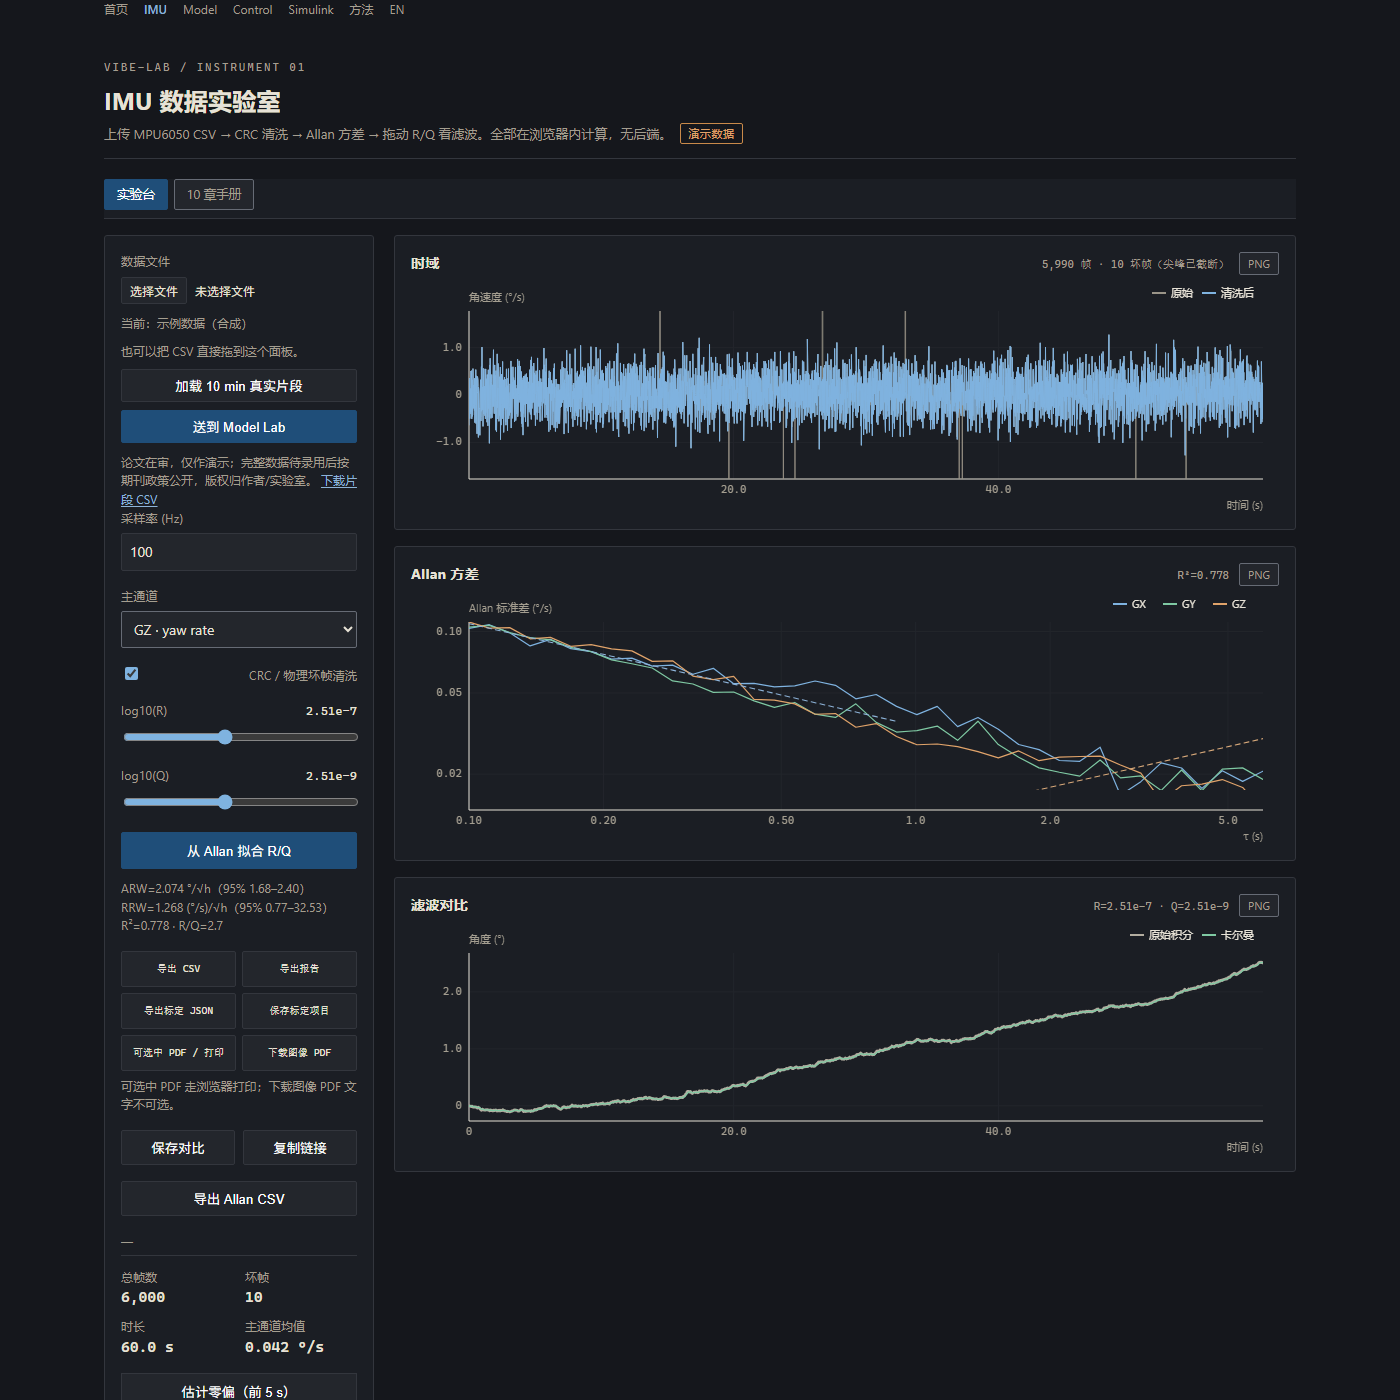 首页 IMU Model Control Simulink 方法 EN
VIBE-LAB / INSTRUMENT 01
IMU 数据实验室
上传 MPU6050 CSV → CRC 清洗 → Allan 方差 → 拖动 R/Q 看滤波。全部在浏览器内计算，无后端。 演示数据
实验台 10 章手册
数据文件
选择文件 未选择文件
当前：示例数据（合成）
也可以把 CSV 直接拖到这个面板。
加载 10 min 真实片段
送到 Model Lab
论文在审，仅作演示；完整数据待录用后按
期刊政策公开，版权归作者/实验室。 下载片
段 CSV
采样率 (Hz)
100
主通道
GZ · yaw rate
CRC / 物理坏帧清洗
log10(R) 2.51e-7
log10(Q) 2.51e-9
从 Allan 拟合 R/Q
ARW=2.074 °/√h（95% 1.68–2.40）
RRW=1.268 (°/s)/√h（95% 0.77–32.53）
R²=0.778 · R/Q=2.7
导出 CSV 导出报告
导出标定 JSON 保存标定项目
可选中 PDF / 打印 下载图像 PDF
可选中 PDF 走浏览器打印；下载图像 PDF 文
字不可选。
保存对比 复制链接
导出 Allan CSV
—
总帧数 坏帧
6,000 10
时长 主通道均值
60.0 s 0.042 °/s
估计零偏（前 5 s）
时域 5,990 帧 · 10 坏帧（尖峰已截断） PNG
角速度 (°/s) 原始 清洗后
1.0
0
−1.0
20.0 40.0
时间 (s)
Allan 方差 R²=0.778 PNG
Allan 标准差 (°/s) GX GY GZ
0.10
0.05
0.02
0.10 0.20 0.50 1.0 2.0 5.0
τ (s)
滤波对比 R=2.51e-7 · Q=2.51e-9 PNG
角度 (°) 原始积分 卡尔曼
2.0
1.0
0
0 20.0 40.0
时间 (s)